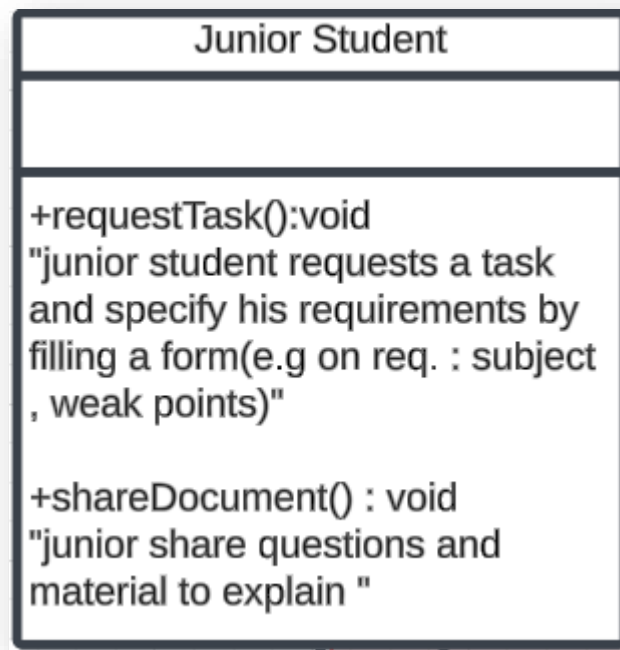 Junior Student
+requestTask():void
"junior student requests a task
and specify his requirements by
filling a form(e.g on req. : subject
, weak points)"
+shareDocument() : void
"junior share questions and
material to explain "